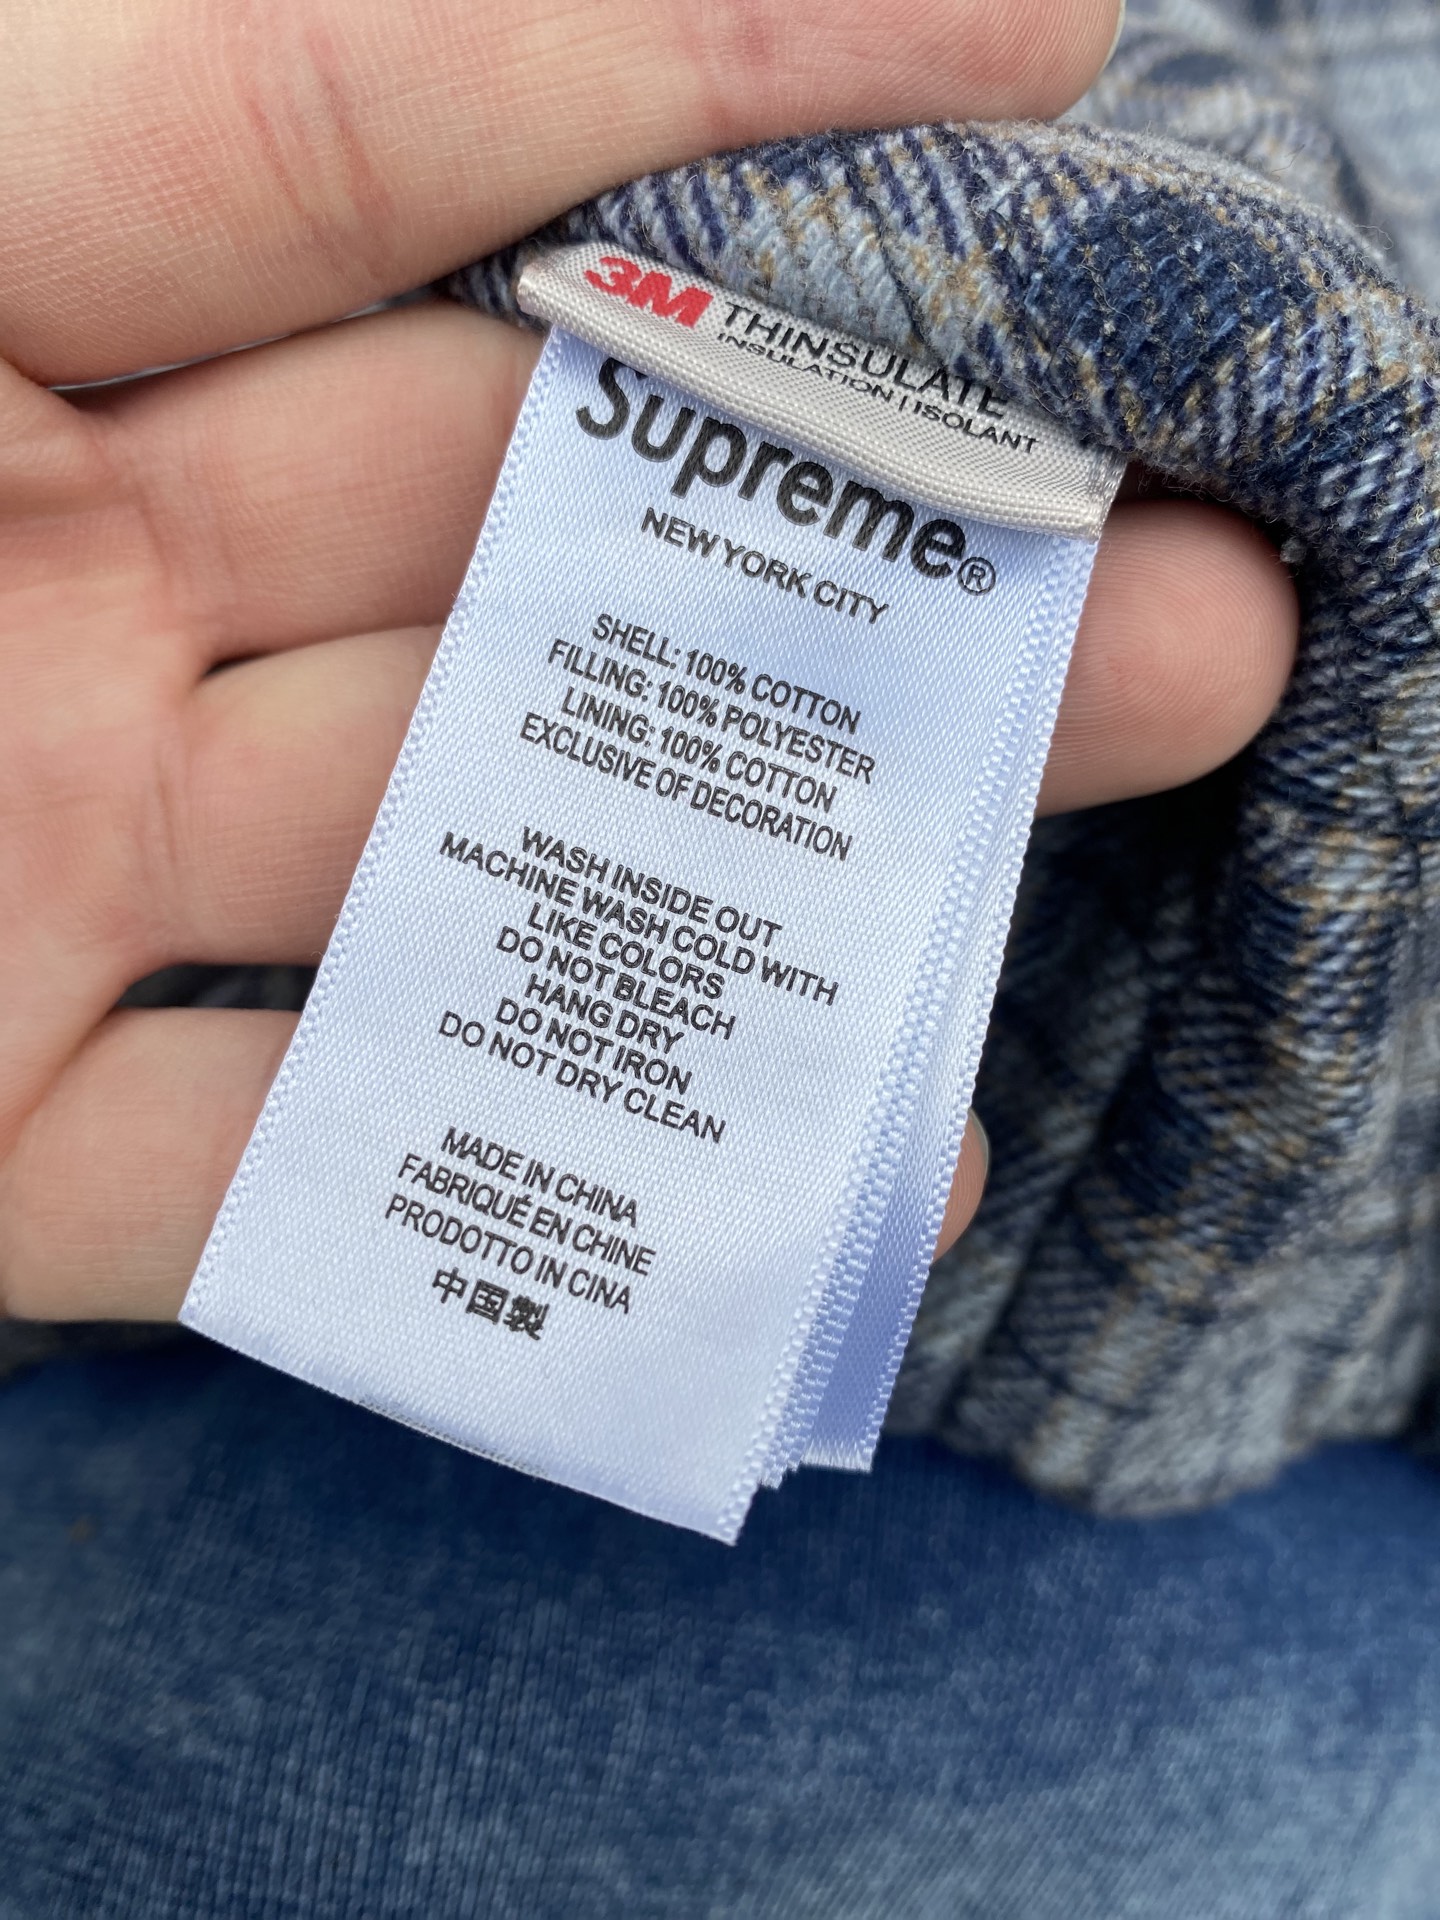 3M THINSULATE
INSULATION | ISOLANT
Supreme®
NEW YORK CITY
SHELL: 100% COTTON
FILLING: 100% POLYESTER
LINING: 100% COTTON
EXCLUSIVE OF DECORATION
WASH INSIDE OUT
MACHINE WASH COLD WITH
LIKE COLORS
DO NOT BLEACH
HANG DRY
DO NOT IRON
DO NOT DRY CLEAN
MADE IN CHINA
FABRIQUÉ EN CHINE
PRODOTTO IN CINA
中国製